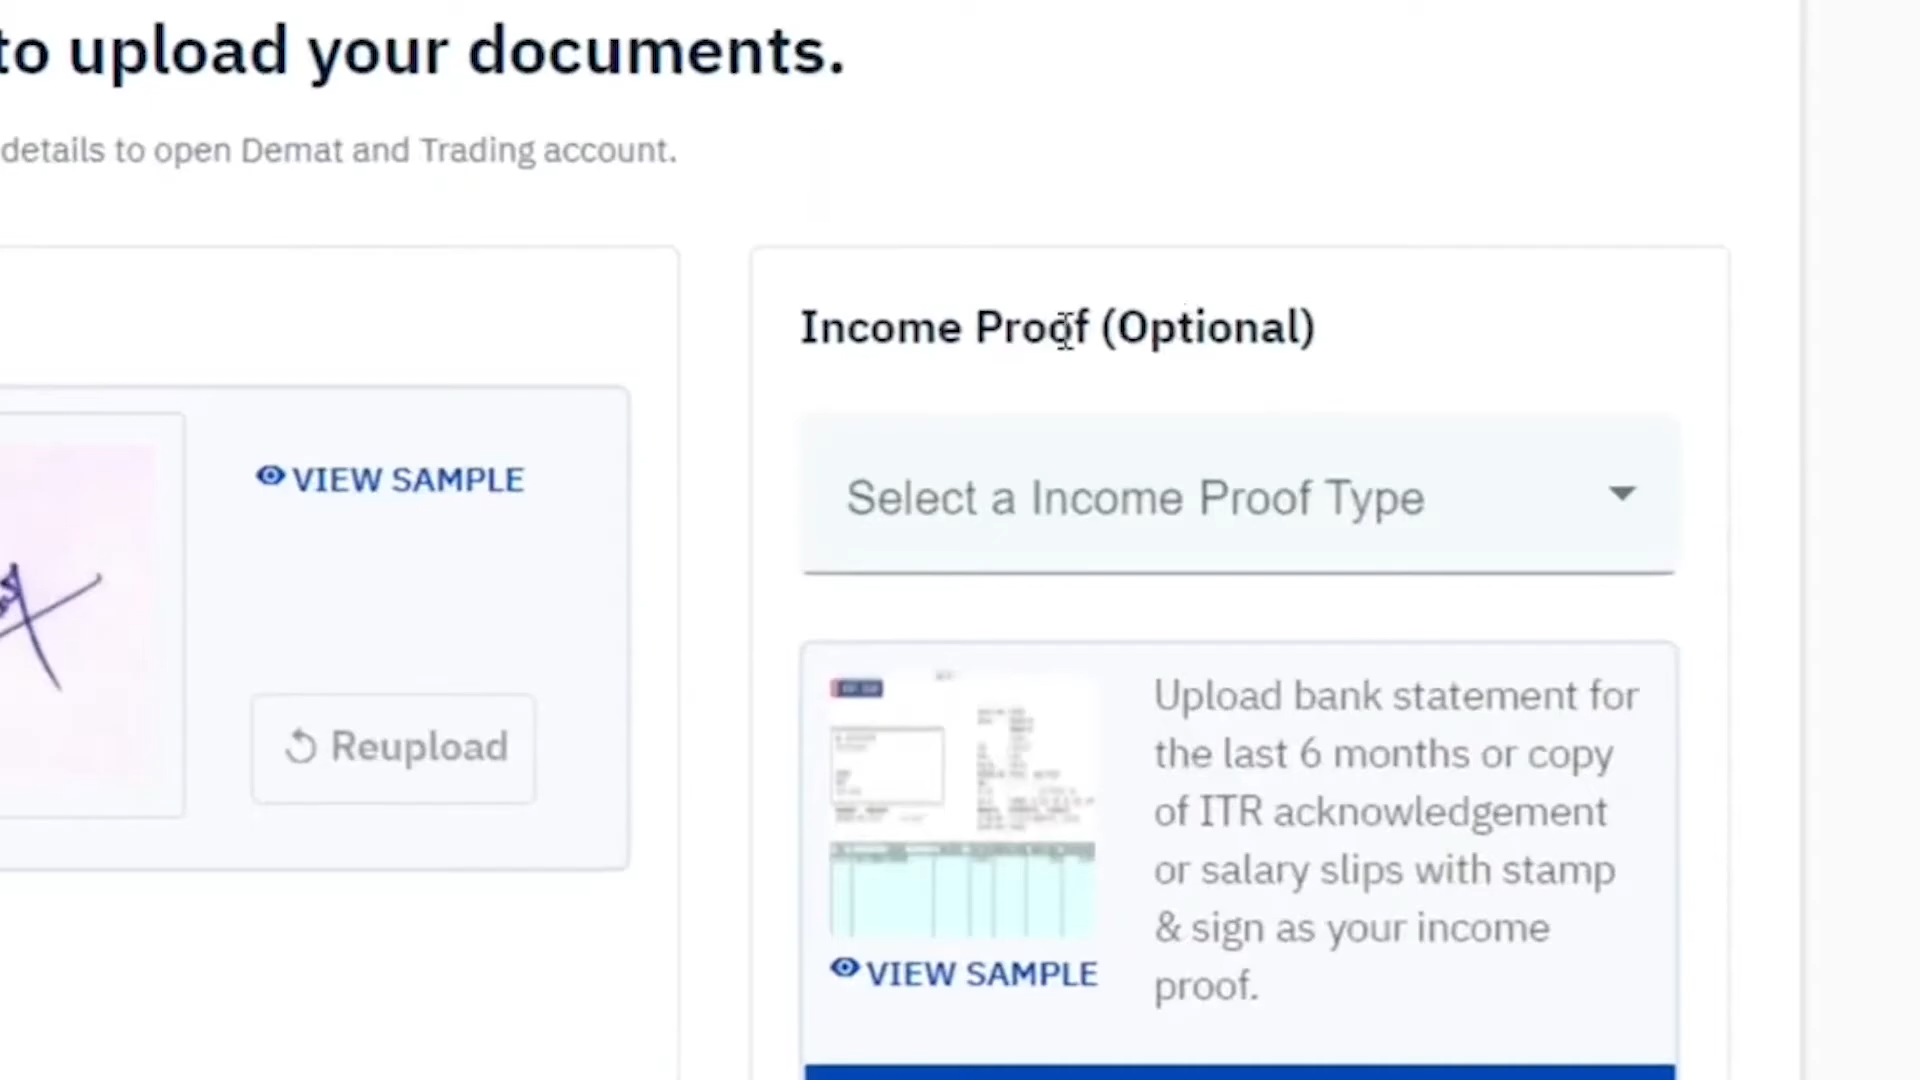 to upload your documents.
details to open Demat and Trading account.
VIEW SAMPLE
Reupload
Income Proof (Optional)
Select a Income Proof Type
Upload bank statement for
the last 6 months or copy
of ITR acknowledgement
or salary slips with stamp
& sign as your income
proof.
VIEW SAMPLE